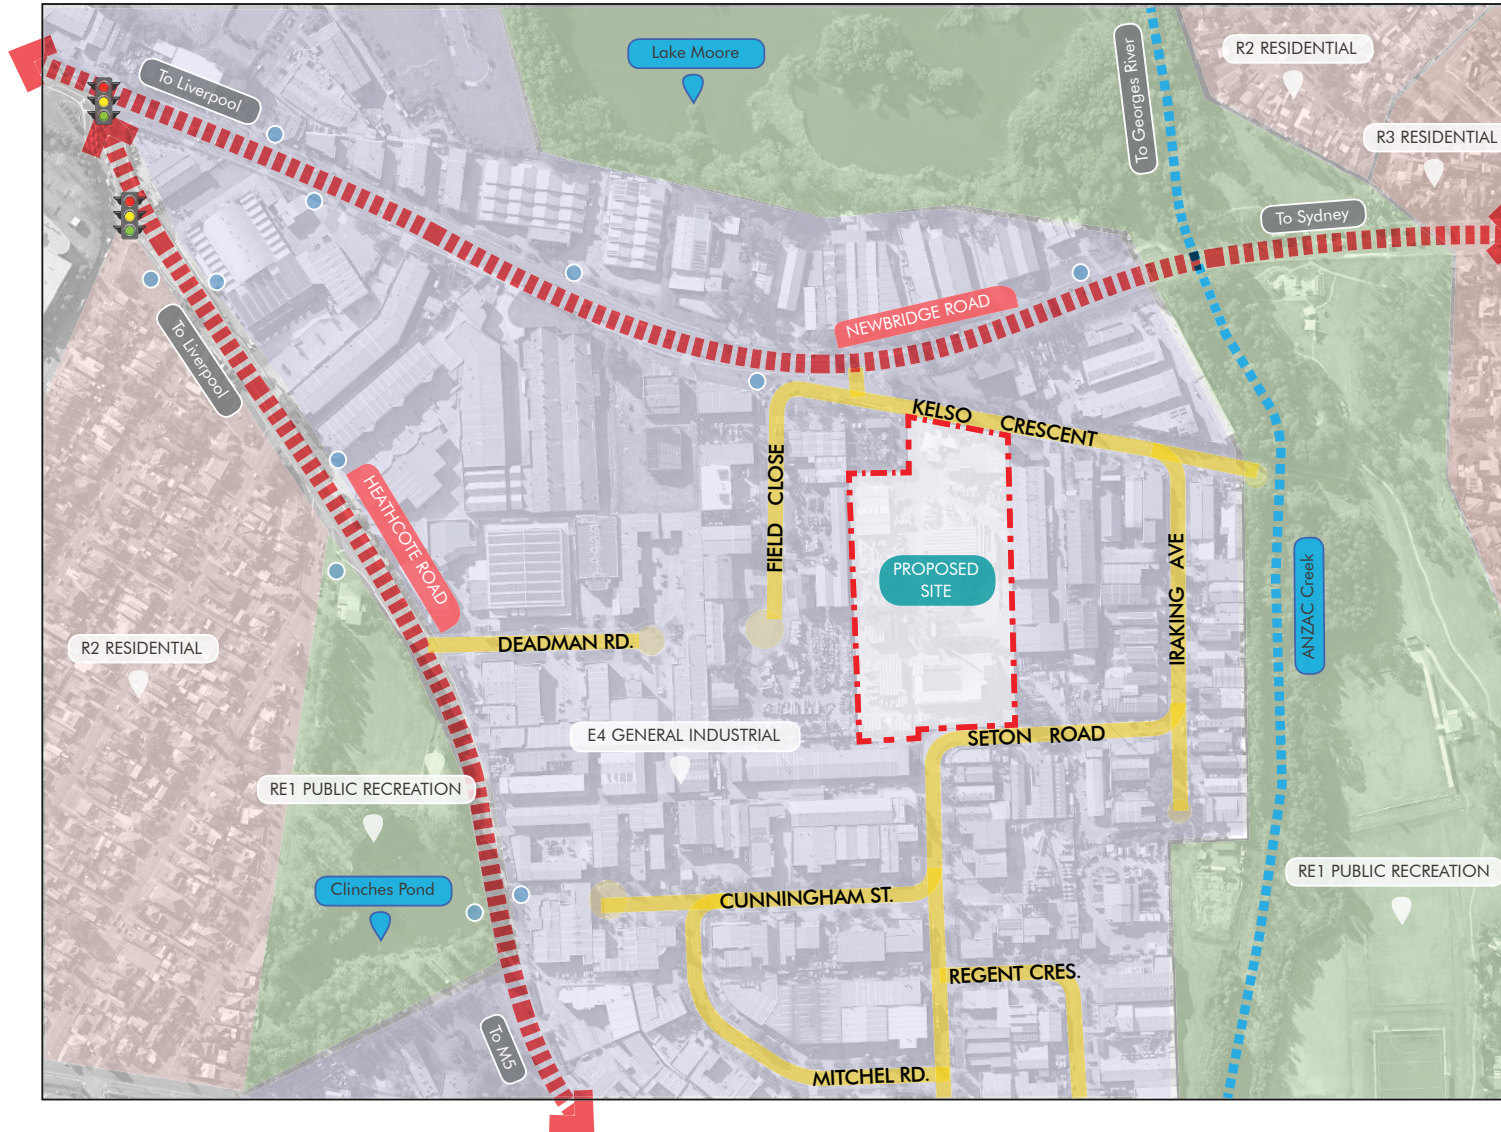 Lake Moore
R2 RESIDENTIAL
To Liverpool
To Georges River
R3 RESIDENTIAL
To Sydney
NEWBRIDGE ROAD
To Liverpool
KELSO CRESCENT
FIELD CLOSE
HEATHCOTE ROAD
PROPOSED
SITE
IRAKING AVE
ANZAC Creek
DEADMAN RD.
R2 RESIDENTIAL
E4 GENERAL INDUSTRIAL
SETON ROAD
RE1 PUBLIC RECREATION
RE1 PUBLIC RECREATION
Clinches Pond
CUNNINGHAM ST.
REGENT CRES.
To M5
MITCHEL RD.